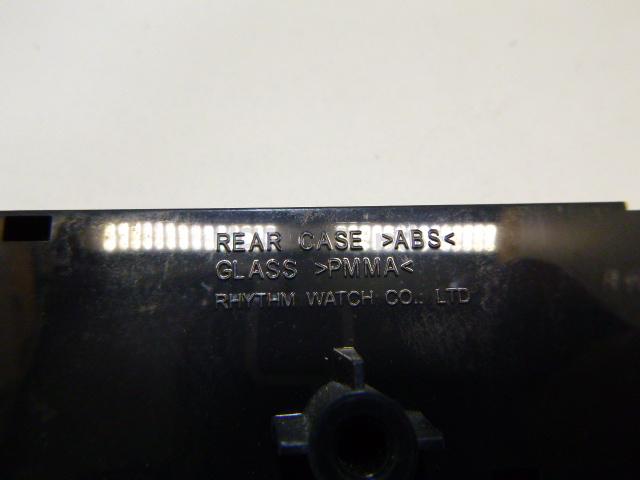 REAR CASE >ABS<
GLASS >PMMA<
RHYTHM WATCH CO., LTD